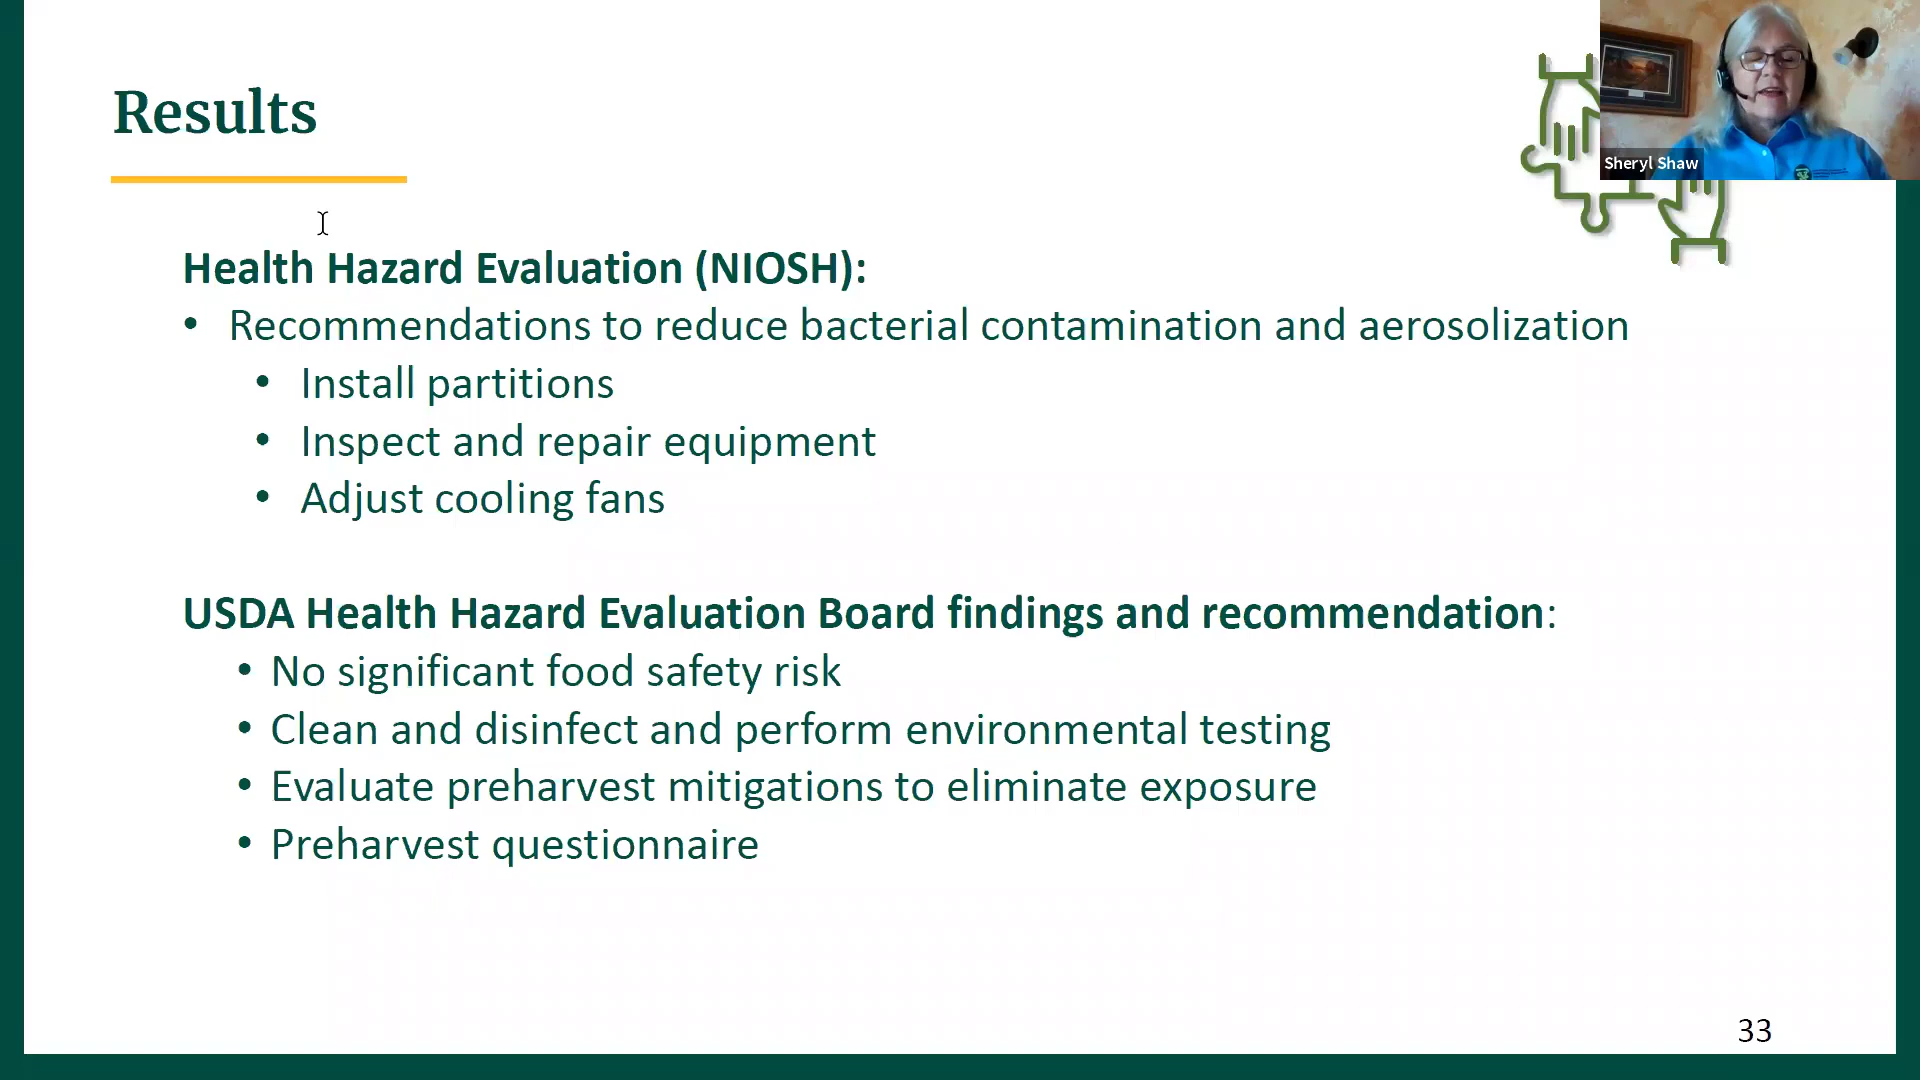 Results
Sheryl Shaw
Health Hazard Evaluation (NIOSH):
• Recommendations to reduce bacterial contamination and aerosolization
• Install partitions
• Inspect and repair equipment
• Adjust cooling fans
USDA Health Hazard Evaluation Board findings and recommendation:
• No significant food safety risk
• Clean and disinfect and perform environmental testing
• Evaluate preharvest mitigations to eliminate exposure
• Preharvest questionnaire
33